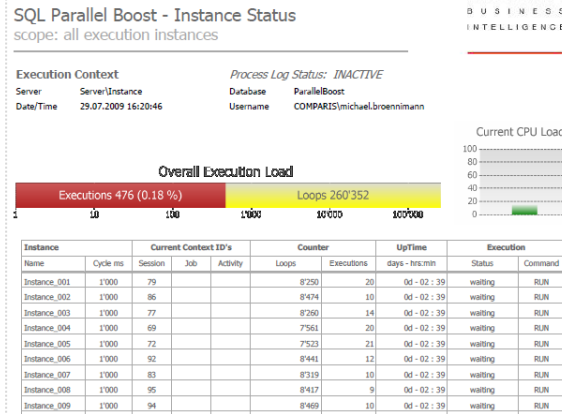 SQL Parallel Boost - Instance Status
scope: all execution instances
BUSINESS
INTELLIGENCE
Execution Context
Process Log Status: INACTIVE
Server Server\Instance Database ParallelBoost
Date/Time 29.07.2009 16:20:46 Username COMPARIS\michael.broennimann
Current CPU Load
100
80
60
40
20
0
Overall Execution Load
Executions 476 (0.18 %) Loops 260'352
1 10 100 1'000 10'000 100'000
Instance Current Context ID's Counter UpTime Execution
Name Cycle ms Session Job Activity Loops Executions days - hrs:min Status Command
Instance_001 1'000 79 8'250 20 0d - 02 : 39 waiting RUN
Instance_002 1'000 86 8'474 10 0d - 02 : 39 waiting RUN
Instance_003 1'000 77 8'260 14 0d - 02 : 39 waiting RUN
Instance_004 1'000 69 7'561 20 0d - 02 : 39 waiting RUN
Instance_005 1'000 72 7'523 21 0d - 02 : 39 waiting RUN
Instance_006 1'000 92 8'441 12 0d - 02 : 39 waiting RUN
Instance_007 1'000 83 8'319 10 0d - 02 : 39 waiting RUN
Instance_008 1'000 95 8'417 9 0d - 02 : 39 waiting RUN
Instance_009 1'000 94 8'469 10 0d - 02 : 39 waiting RUN